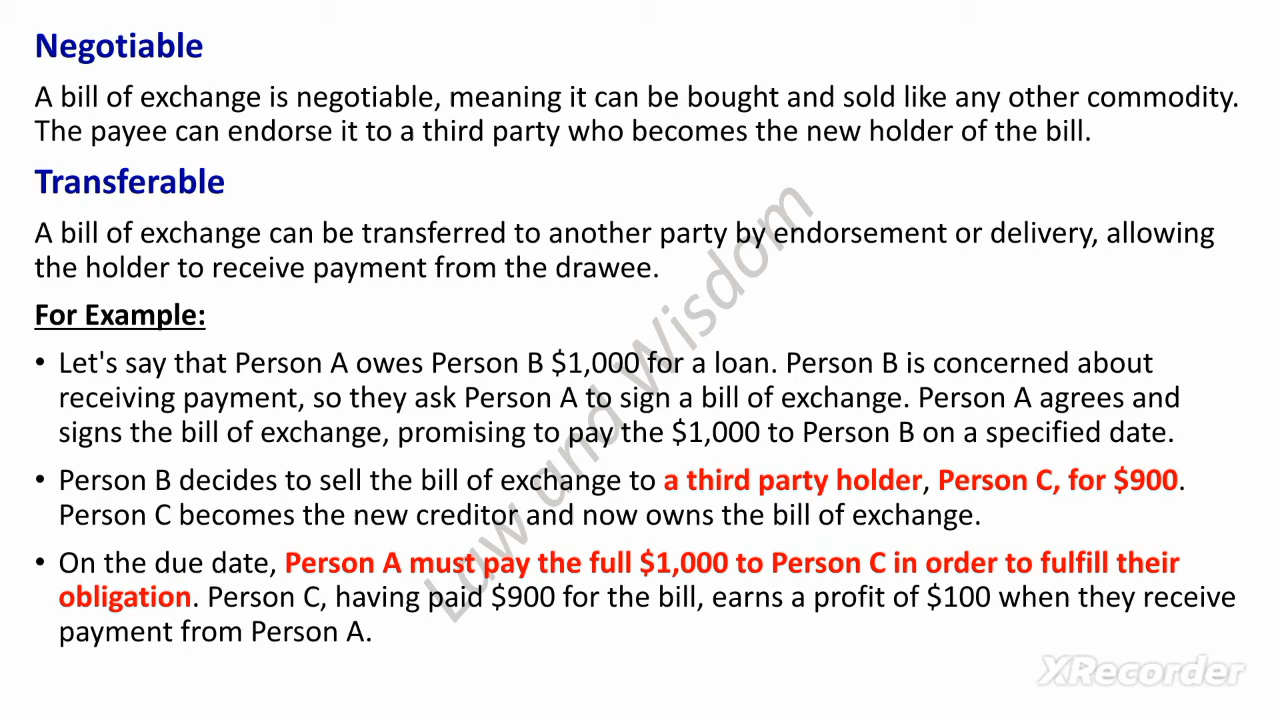 Negotiable
A bill of exchange is negotiable, meaning it can be bought and sold like any other commodity.
The payee can endorse it to a third party who becomes the new holder of the bill.
Transferable
A bill of exchange can be transferred to another party by endorsement or delivery, allowing
the holder to receive payment from the drawee.
For Example:
• Let's say that Person A owes Person B $1,000 for a loan. Person B is concerned about
receiving payment, so they ask Person A to sign a bill of exchange. Person A agrees and
signs the bill of exchange, promising to pay the $1,000 to Person B on a specified date.
• Person B decides to sell the bill of exchange to a third party holder, Person C, for $900.
Person C becomes the new creditor and now owns the bill of exchange.
• On the due date, Person A must pay the full $1,000 to Person C in order to fulfill their
obligation. Person C, having paid $900 for the bill, earns a profit of $100 when they receive
payment from Person A.
Law and Wisdom
XRecorder